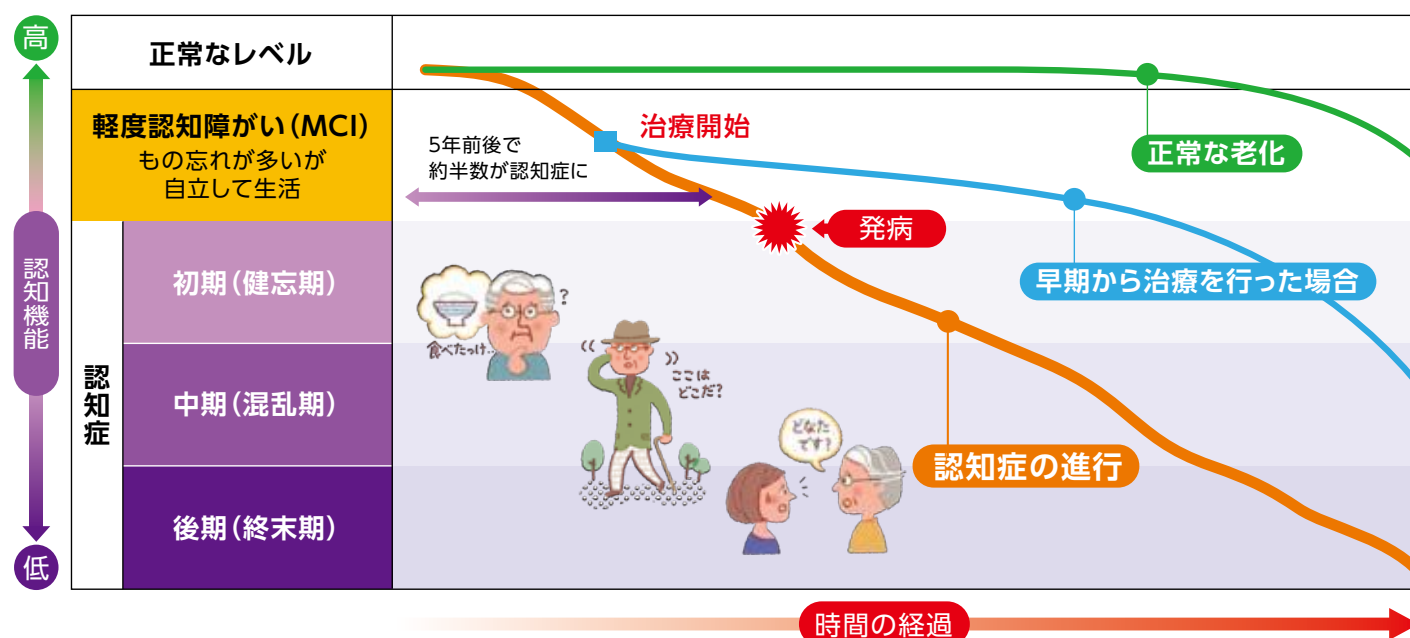 高
認知機能
低
正常なレベル
軽度認知障がい(MCI)
もの忘れが多いが
自立して生活
認知症
初期(健忘期)
中期(混乱期)
後期(終末期)
5年前後で
約半数が認知症に
治療開始
正常な老化
発病
早期から治療を行った場合
認知症の進行
食べたっけ…
?
ここは
どこだ?
どなた
です?
時間の経過